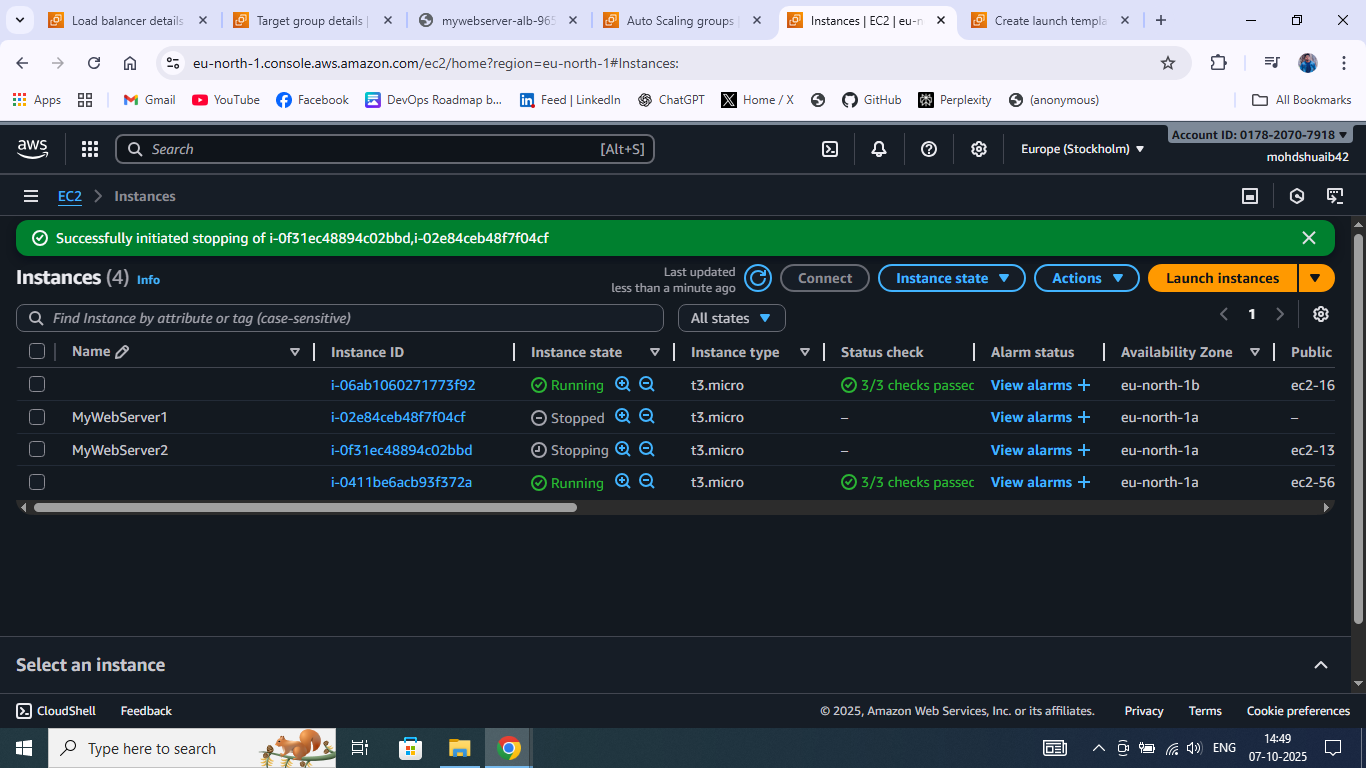 Load balancer details
Target group details |
mywebserver-alb-965
Auto Scaling groups
Instances | EC2 | eu-n
Create launch templa
eu-north-1.console.aws.amazon.com/ec2/home?region=eu-north-1#Instances:
Apps Gmail YouTube Facebook DevOps Roadmap b... Feed | LinkedIn ChatGPT Home / X GitHub Perplexity (anonymous) All Bookmarks
Account ID: 0178-2070-7918
aws Search [Alt+S] Europe (Stockholm)
mohdshuaib42
EC2 Instances
Successfully initiated stopping of i-0f31ec48894c02bbd,i-02e84ceb48f7f04cf
Instances (4) Info Last updated less than a minute ago Connect Instance state Actions Launch instances
Find Instance by attribute or tag (case-sensitive) All states 1
Name Instance ID Instance state Instance type Status check Alarm status Availability Zone Public
i-06ab1060271773f92 Running t3.micro 3/3 checks passec View alarms + eu-north-1b ec2-16
MyWebServer1 i-02e84ceb48f7f04cf Stopped t3.micro – View alarms + eu-north-1a –
MyWebServer2 i-0f31ec48894c02bbd Stopping t3.micro – View alarms + eu-north-1a ec2-13
i-0411be6acb93f372a Running t3.micro 3/3 checks passec View alarms + eu-north-1a ec2-56
Select an instance
CloudShell Feedback © 2025, Amazon Web Services, Inc. or its affiliates. Privacy Terms Cookie preferences
Type here to search ENG 14:49
07-10-2025